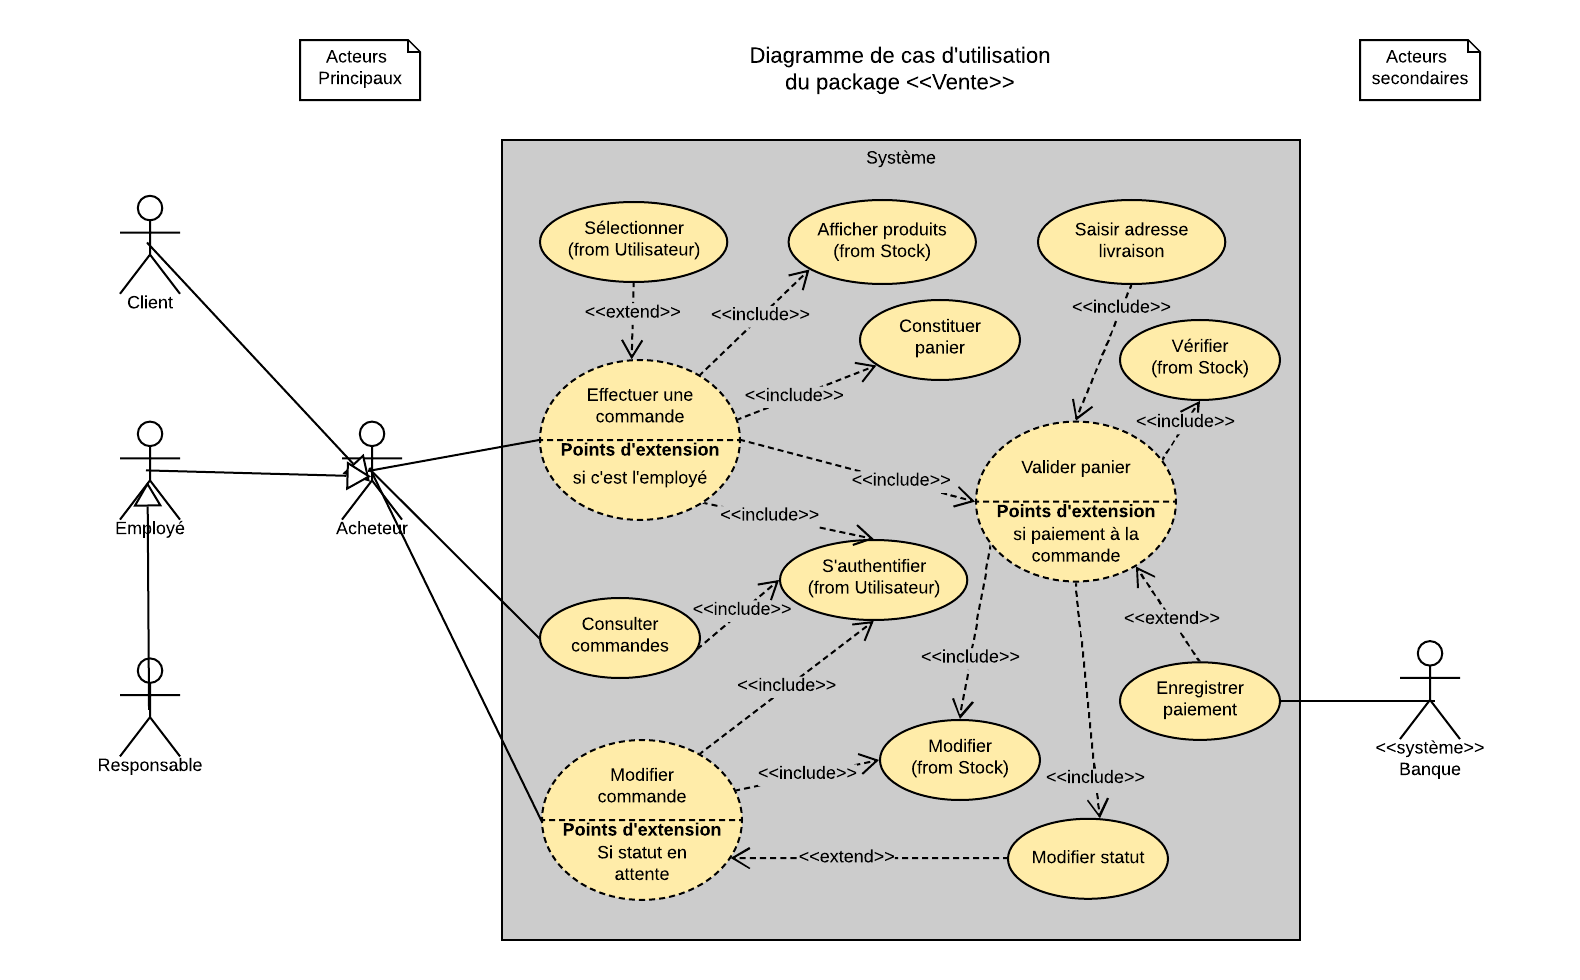 Acteurs
Principaux
Diagramme de cas d'utilisation
du package <<Vente>>
Acteurs
secondaires
Système
Sélectionner
(from Utilisateur)
Afficher produits
(from Stock)
Saisir adresse
livraison
Client
<<extend>>
<<include>>
<<include>>
Constituer
panier
Vérifier
(from Stock)
Effectuer une
commande
Points d'extension
si c'est l'employé
<<include>>
<<include>>
Valider panier
Points d'extension
si paiement à la
commande
<<include>>
<<include>>
Employé
Acheteur
S'authentifier
(from Utilisateur)
<<include>>
Consulter
commandes
<<extend>>
<<include>>
<<include>>
Enregistrer
paiement
Responsable
<<système>>
Banque
Modifier
commande
Points d'extension
Si statut en
attente
<<include>>
Modifier
(from Stock)
<<include>>
<<extend>>
Modifier statut